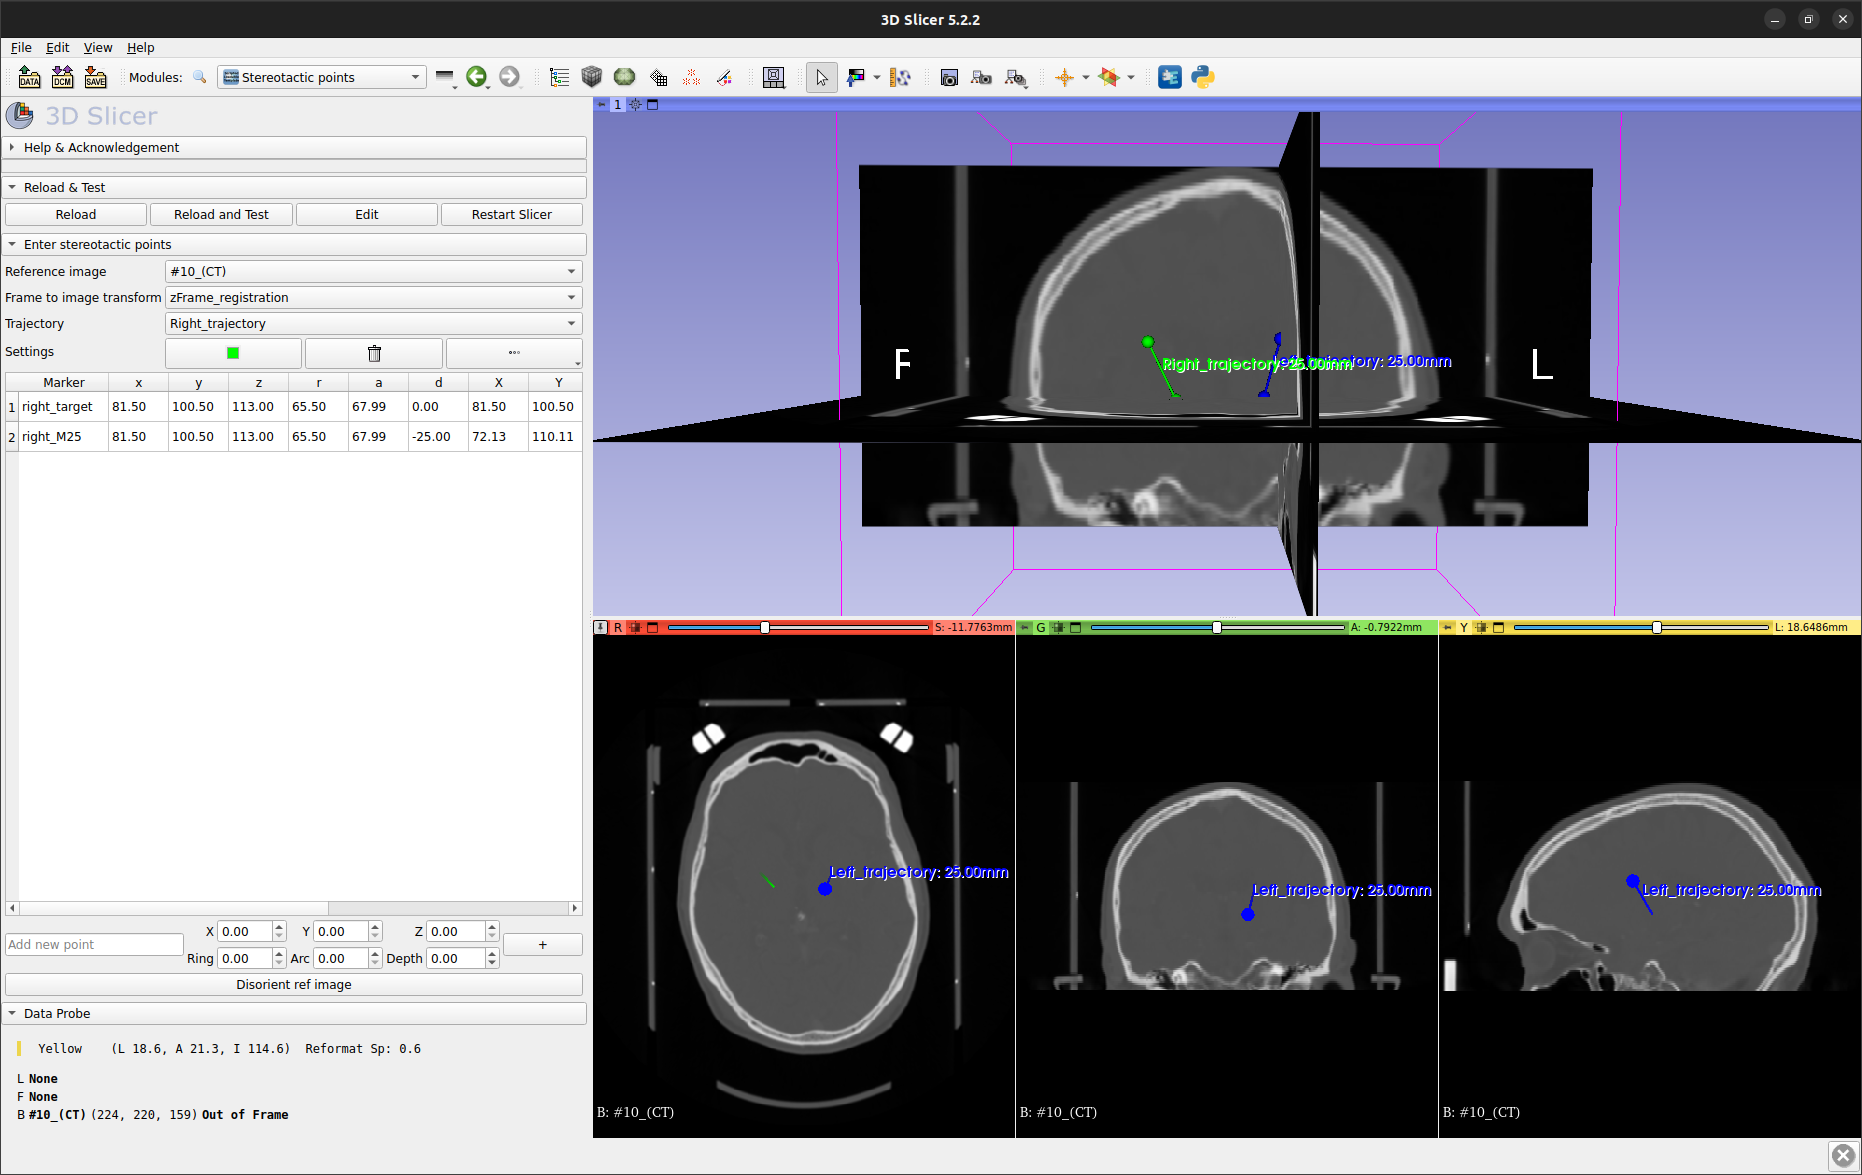 3D Slicer 5.2.2
File Edit View Help
DATA DCM SAVE Modules: Stereotactic points
3D Slicer
Help & Acknowledgement
Reload & Test
Reload Reload and Test Edit Restart Slicer
Enter stereotactic points
Reference image #10_(CT)
Frame to image transform zFrame_registration
Trajectory Right_trajectory
Settings
Marker x y z r a d X Y
1 right_target 81.50 100.50 113.00 65.50 67.99 0.00 81.50 100.50
2 right_M25 81.50 100.50 113.00 65.50 67.99 -25.00 72.13 110.11
X 0.00 Y 0.00 Z 0.00
Add new point +
Ring 0.00 Arc 0.00 Depth 0.00
Disorient ref image
Data Probe
Yellow (L 18.6, A 21.3, I 114.6) Reformat Sp: 0.6
L None
F None
B #10_(CT) (224, 220, 159) Out of Frame
1
L
Right_trajectory: 25.00mm
Left_trajectory: 25.00mm
R S: -11.7763mm
Left_trajectory: 25.00mm
B: #10_(CT)
G A: -0.7922mm
Left_trajectory: 25.00mm
B: #10_(CT)
Y L: 18.6486mm
Left_trajectory: 25.00mm
B: #10_(CT)